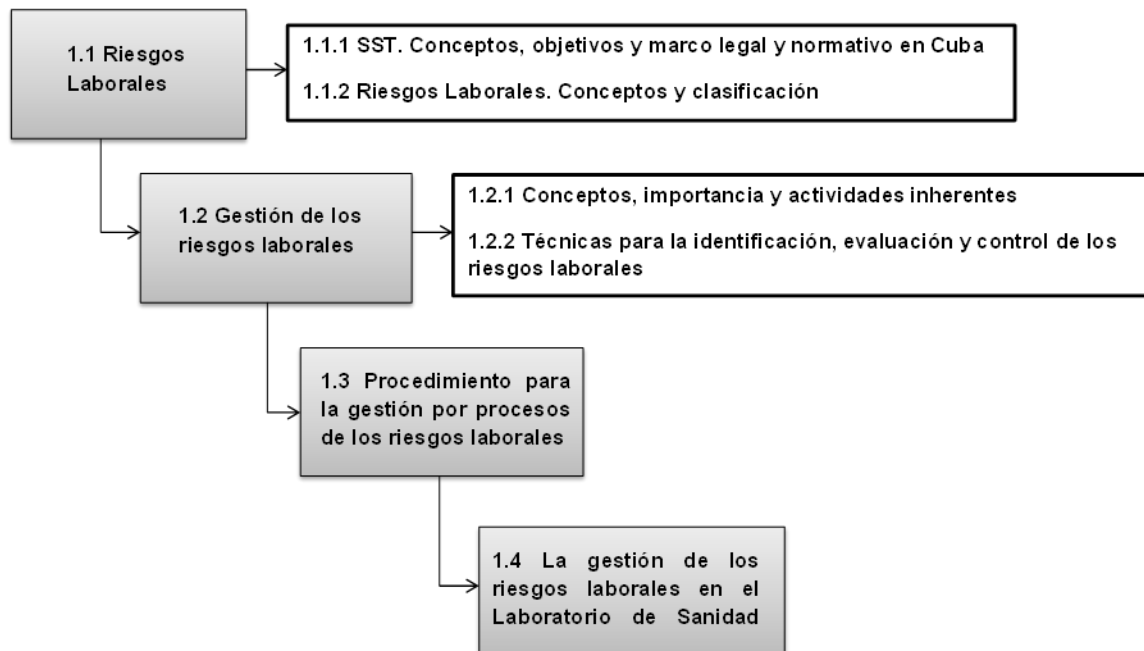 1.1 Riesgos
Laborales
1.1.1 SST. Conceptos, objetivos y marco legal y normativo en Cuba
1.1.2 Riesgos Laborales. Conceptos y clasificación
1.2 Gestión de los
riesgos laborales
1.2.1 Conceptos, importancia y actividades inherentes
1.2.2 Técnicas para la identificación, evaluación y control de los
riesgos laborales
1.3 Procedimiento para
la gestión por procesos
de los riesgos laborales
1.4 La gestión de los
riesgos laborales en el
Laboratorio de Sanidad